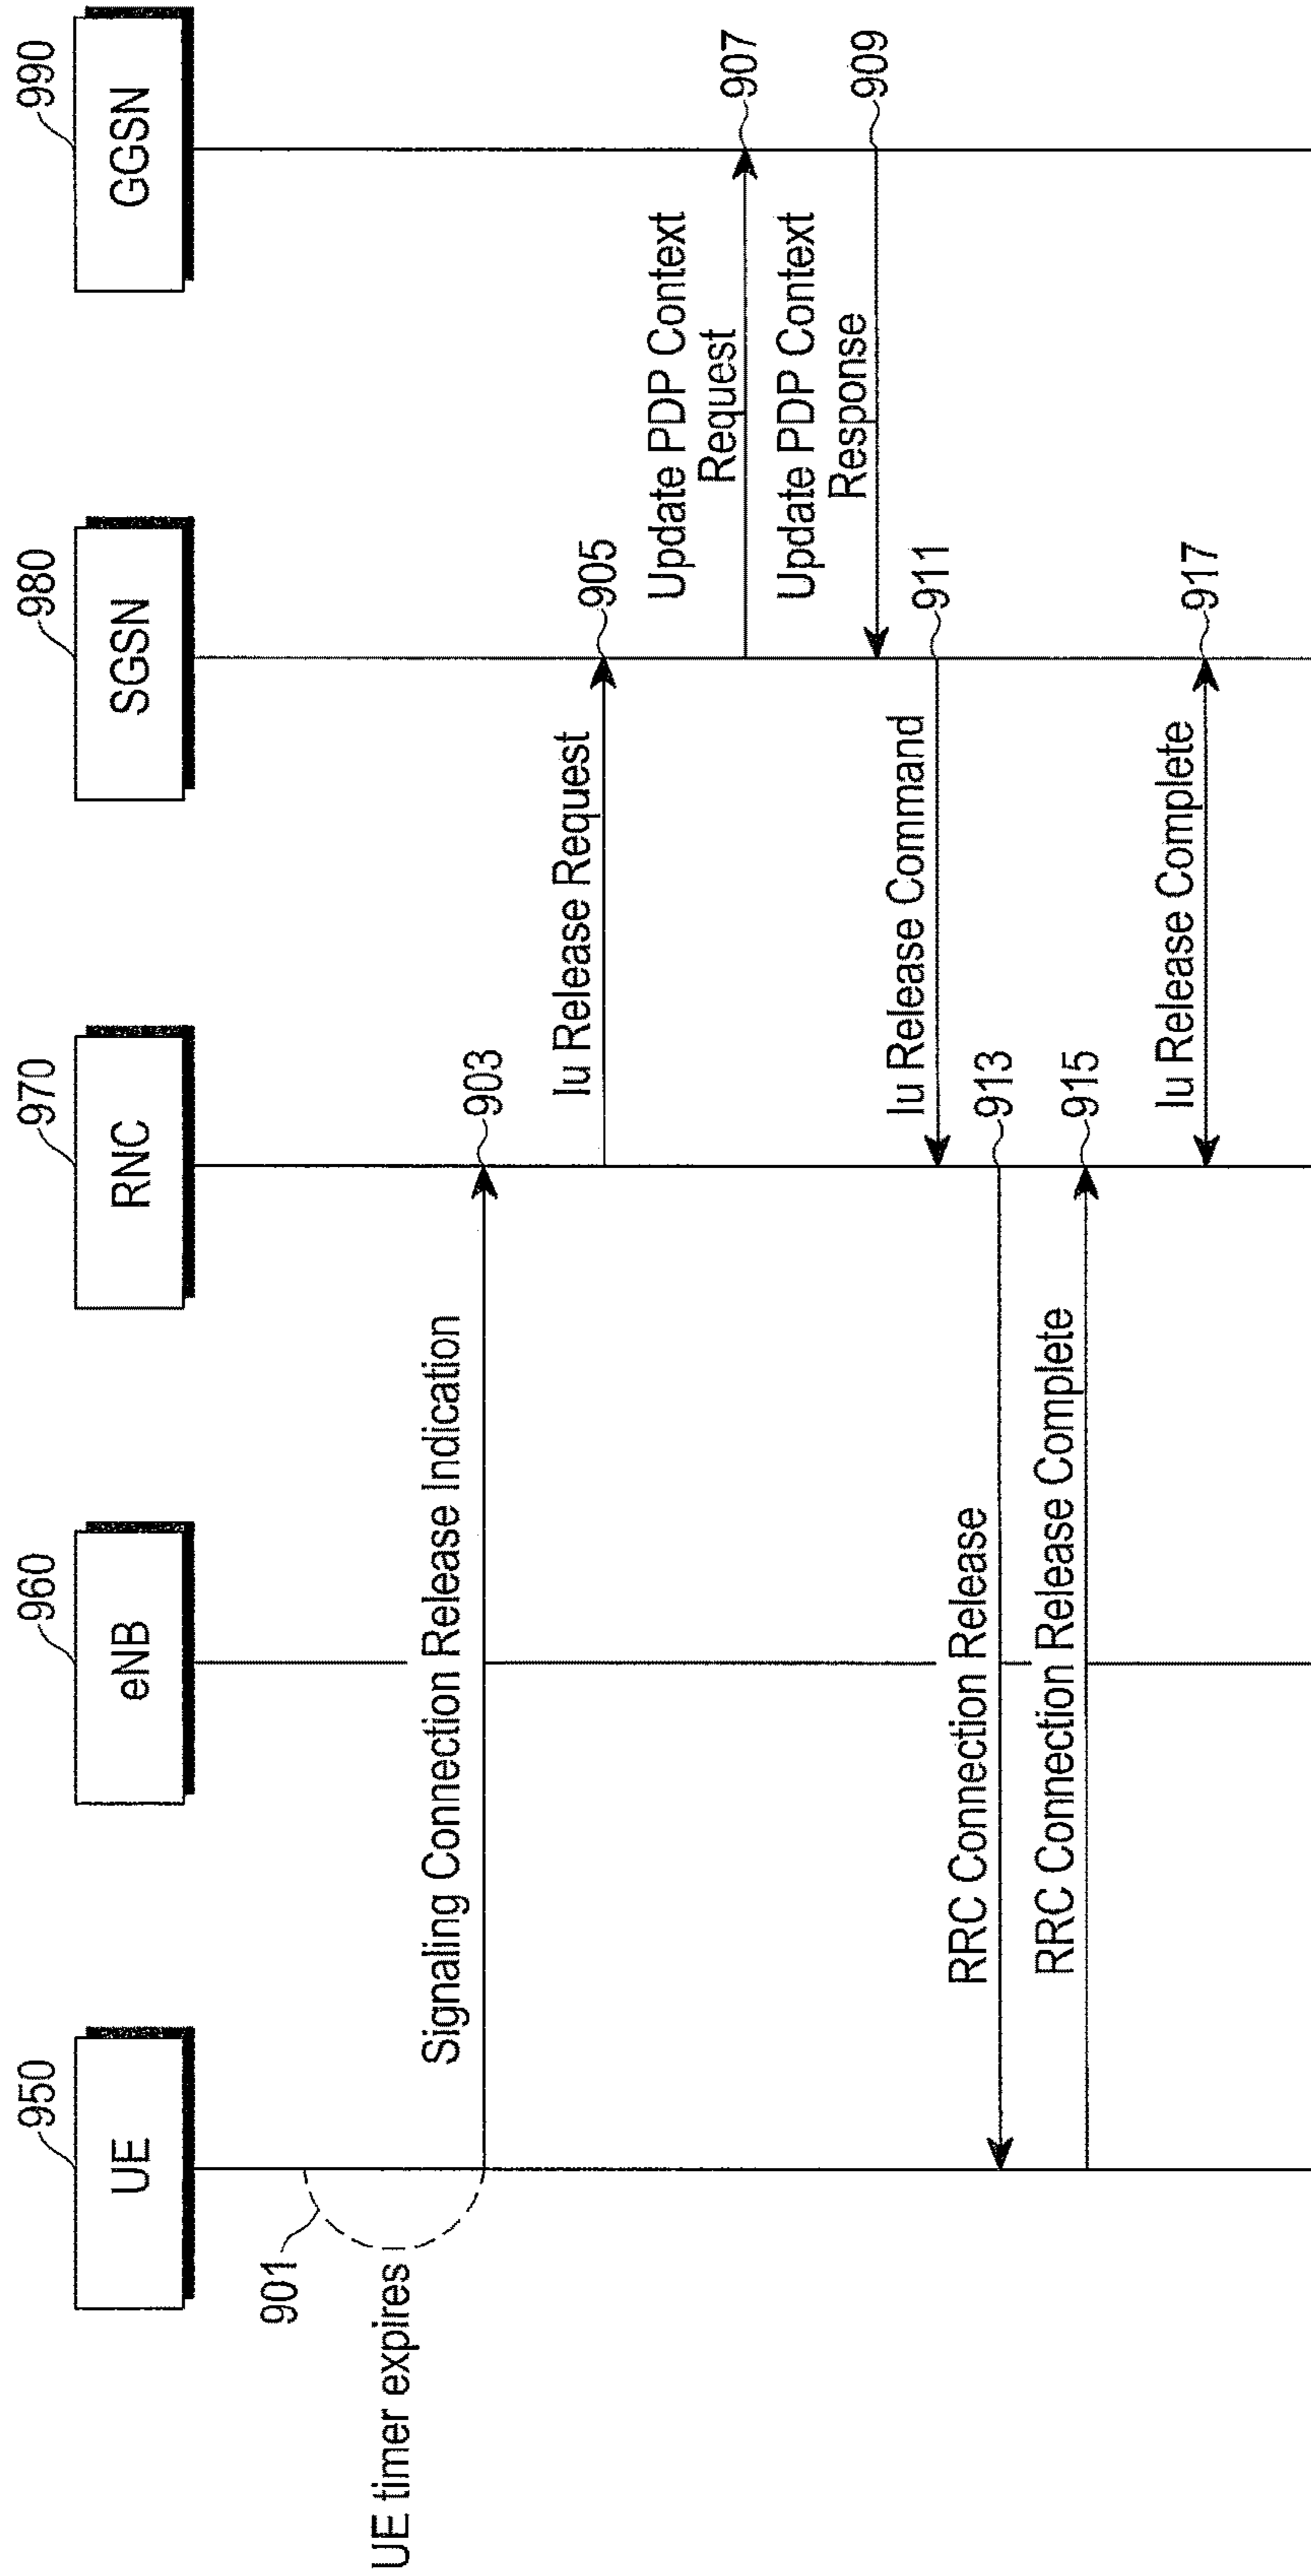 950
UE
960
eNB
970
RNC
980
SGSN
990
GGSN
901
UE timer expires
Signaling Connection Release Indication
903
Iu Release Request
905
Update PDP Context
Request
907
Update PDP Context
Response
909
Iu Release Command
911
RRC Connection Release
913
RRC Connection Release Complete
915
Iu Release Complete
917